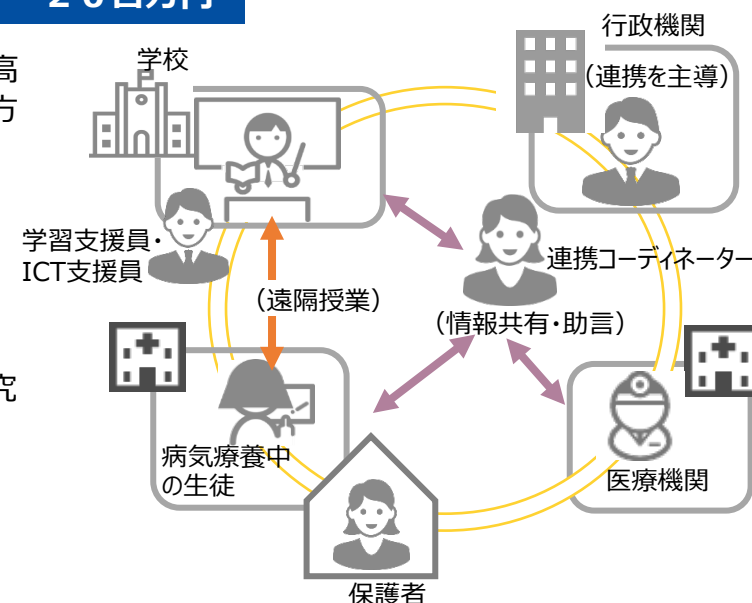 行政機関
学校
高
(連携を主導)
方
学習支援員・
ICT支援員
連携コーディネーター
(遠隔授業)
(情報共有・助言)
究
病気療養中
の生徒
医療機関
保護者